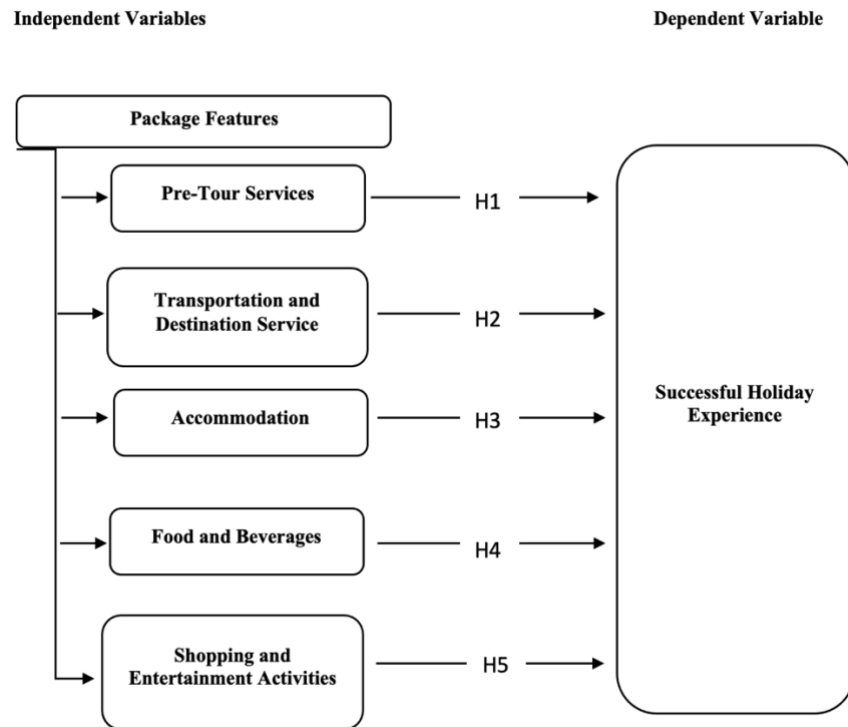 Independent Variables
Dependent Variable
Package Features
Pre-Tour Services
H1
Transportation and
Destination Service
H2
Accommodation
H3
Successful Holiday
Experience
Food and Beverages
H4
Shopping and
Entertainment Activities
H5